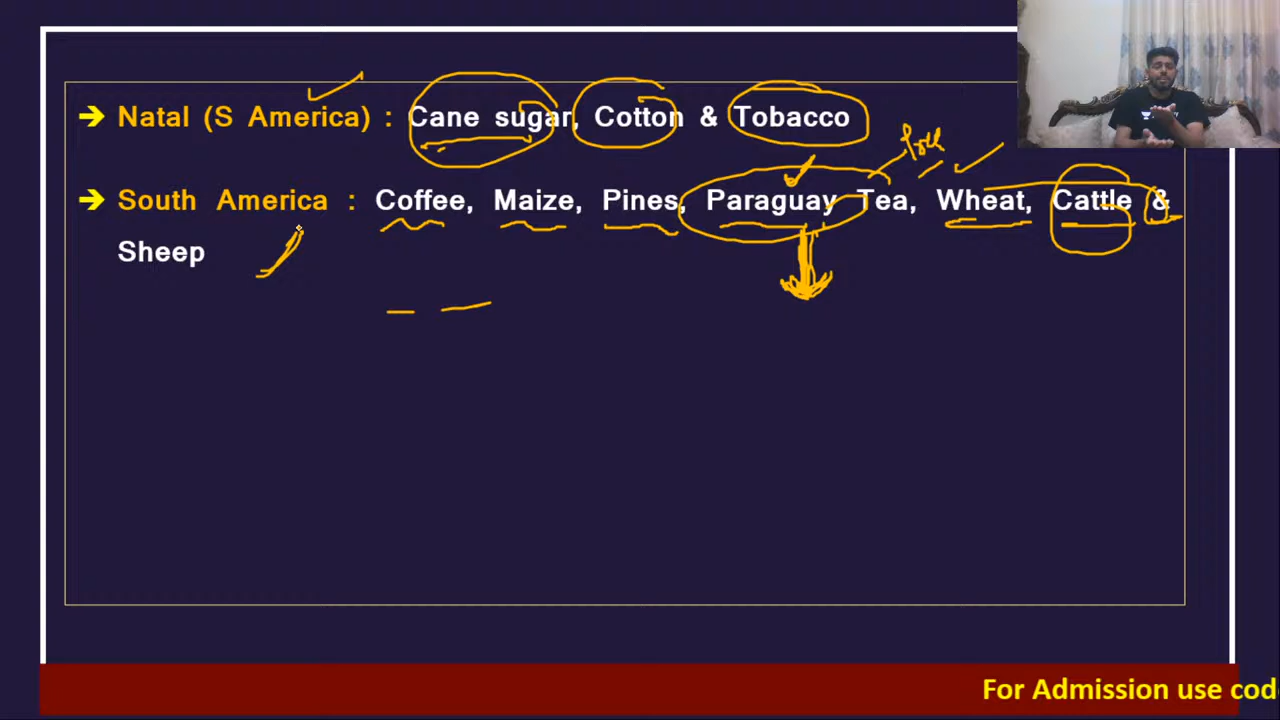 ➔ Natal (S America) : Cane sugar, Cotton & Tobacco
➔ South America : Coffee, Maize, Pines, Paraguay Tea, Wheat, Cattle &
Sheep
For Admission use cod